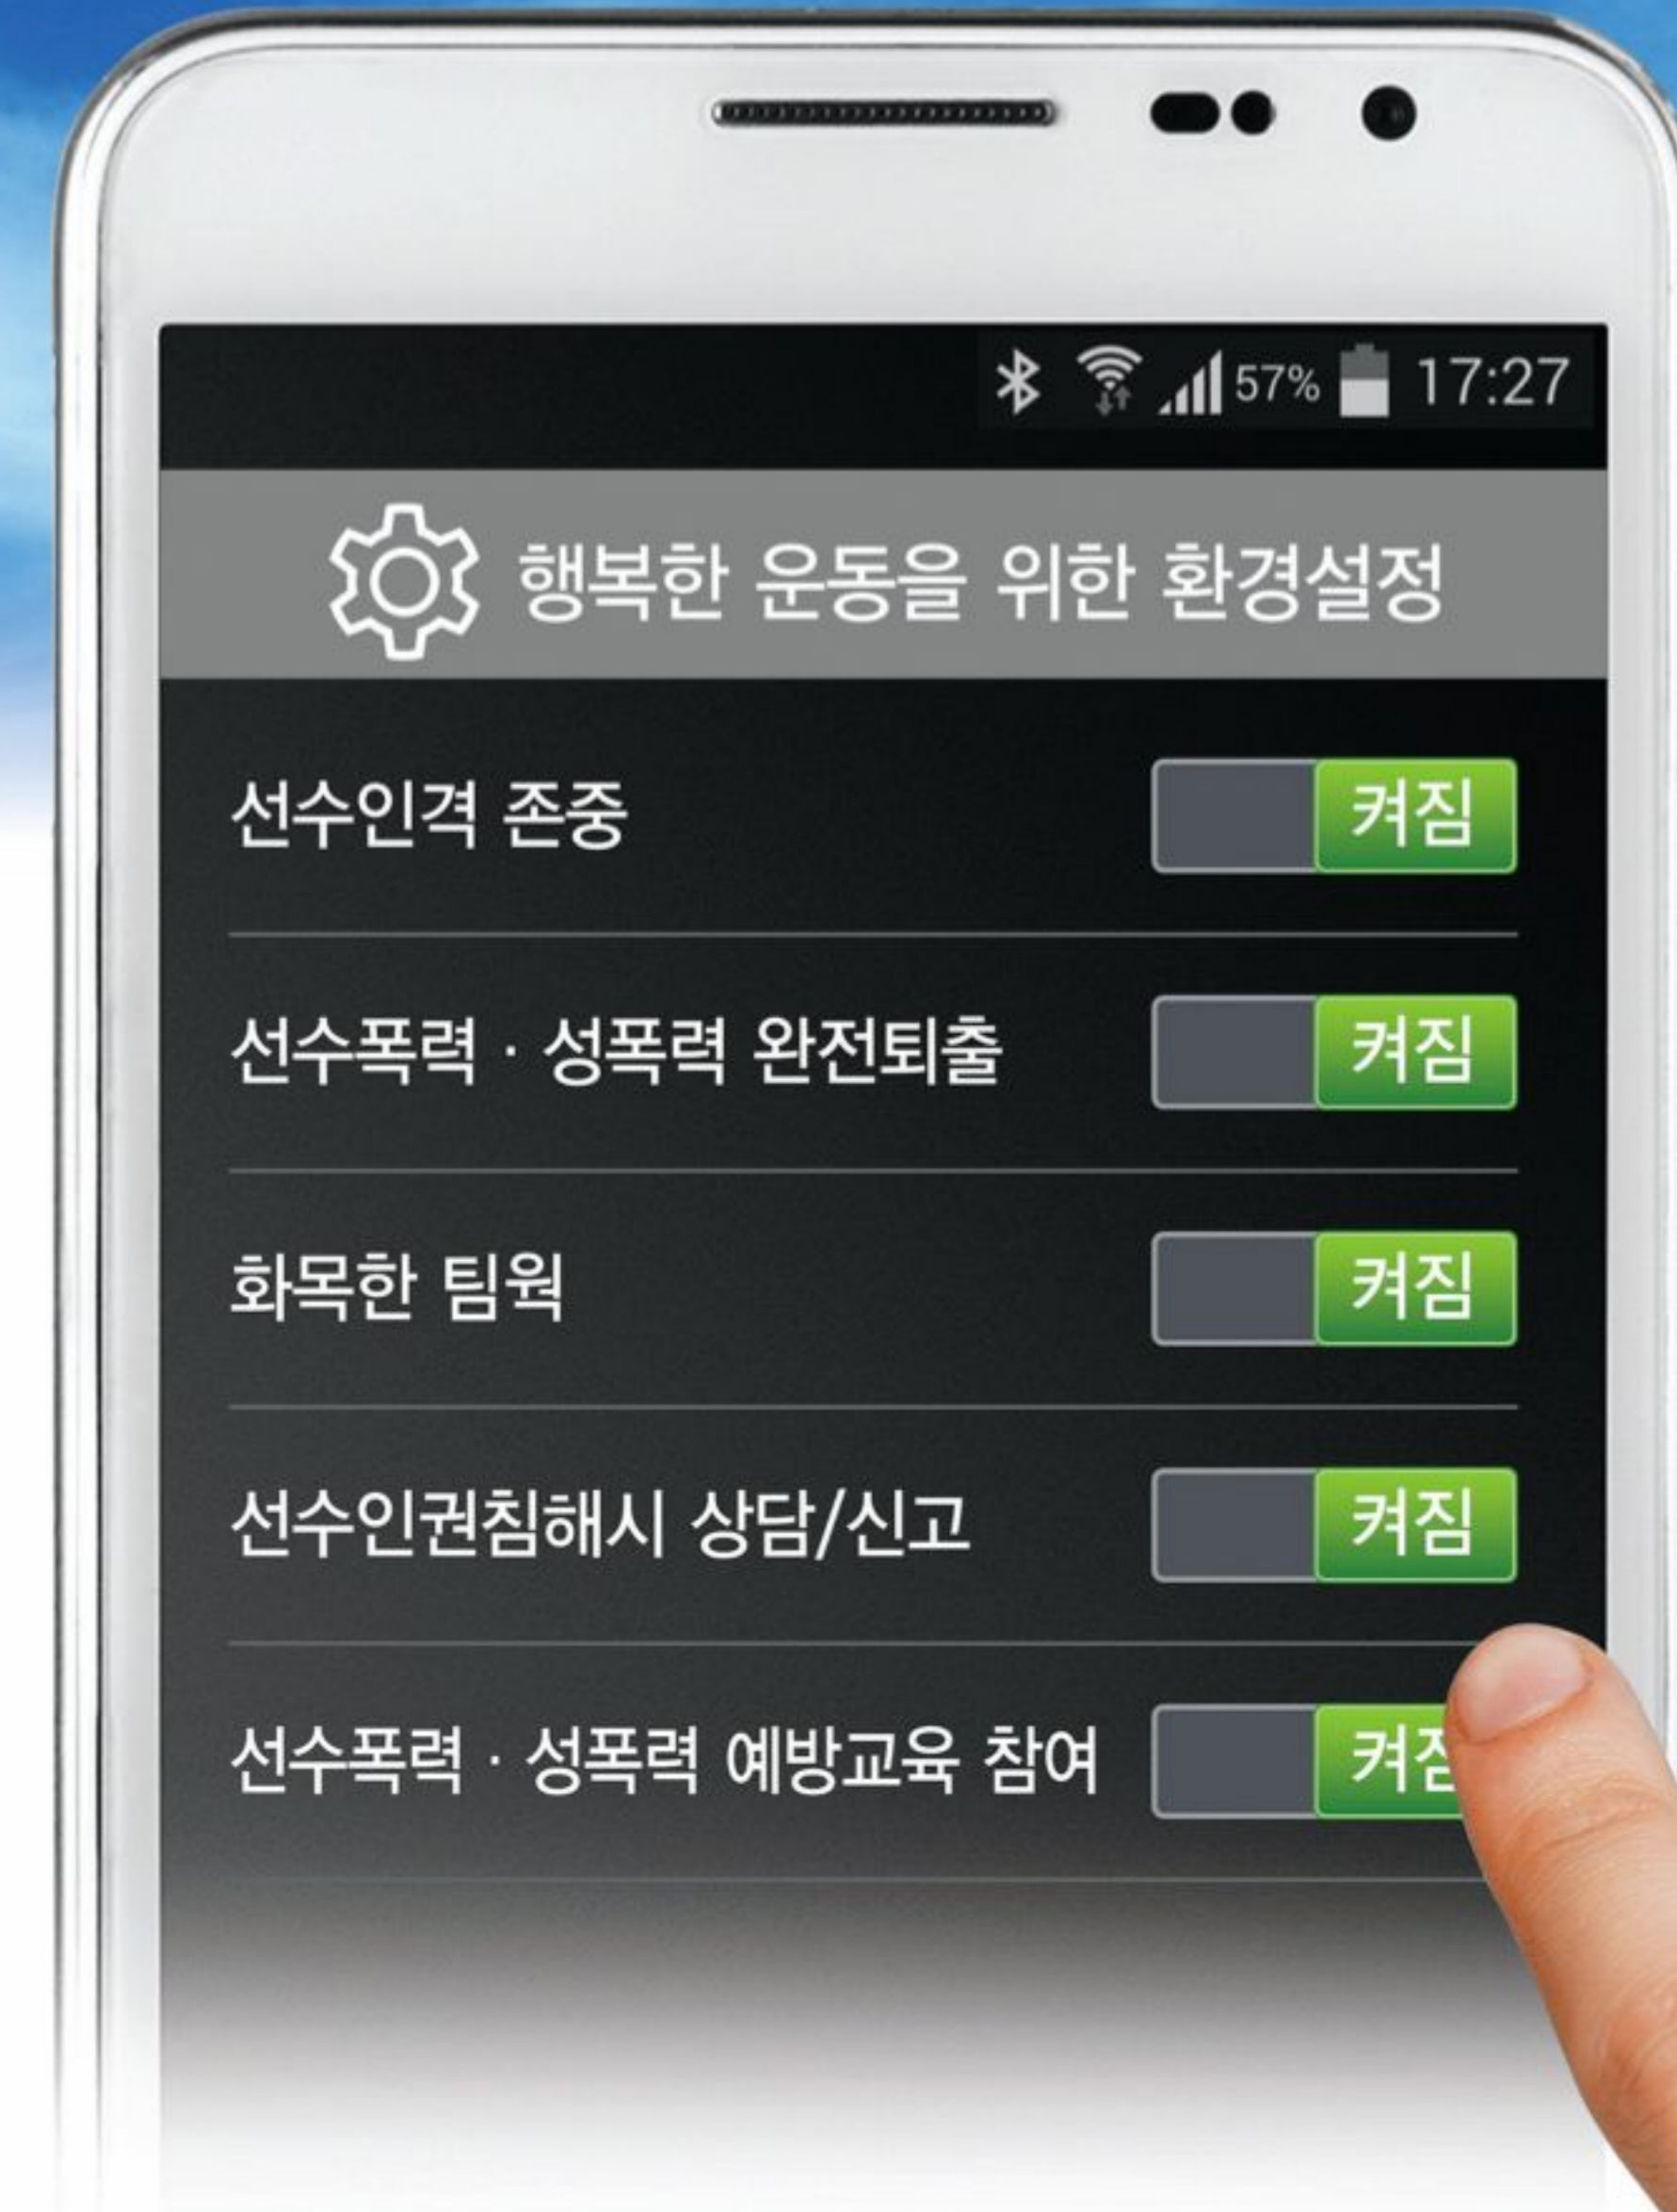 57% 17:27
행복한 운동을 위한 환경설정
선수인격 존중 켜짐
선수폭력 · 성폭력 완전퇴출 켜짐
화목한 팀웍 켜짐
선수인권침해시 상담/신고 켜짐
선수폭력 · 성폭력 예방교육 참여 켜짐